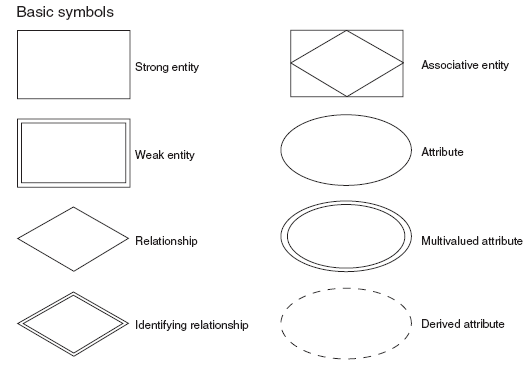 Basic symbols
Strong entity
Associative entity
Weak entity
Attribute
Relationship
Multivalued attribute
Identifying relationship
Derived attribute